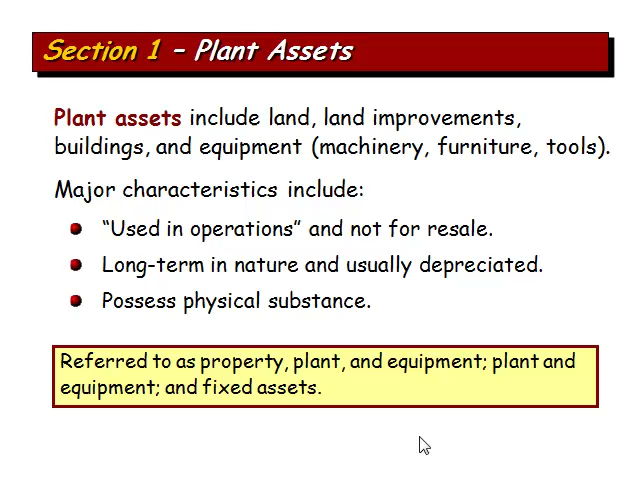 Section 1 – Plant Assets
Plant assets include land, land improvements,
buildings, and equipment (machinery, furniture, tools).
Major characteristics include:
“Used in operations” and not for resale.
Long-term in nature and usually depreciated.
Possess physical substance.
Referred to as property, plant, and equipment; plant and
equipment; and fixed assets.